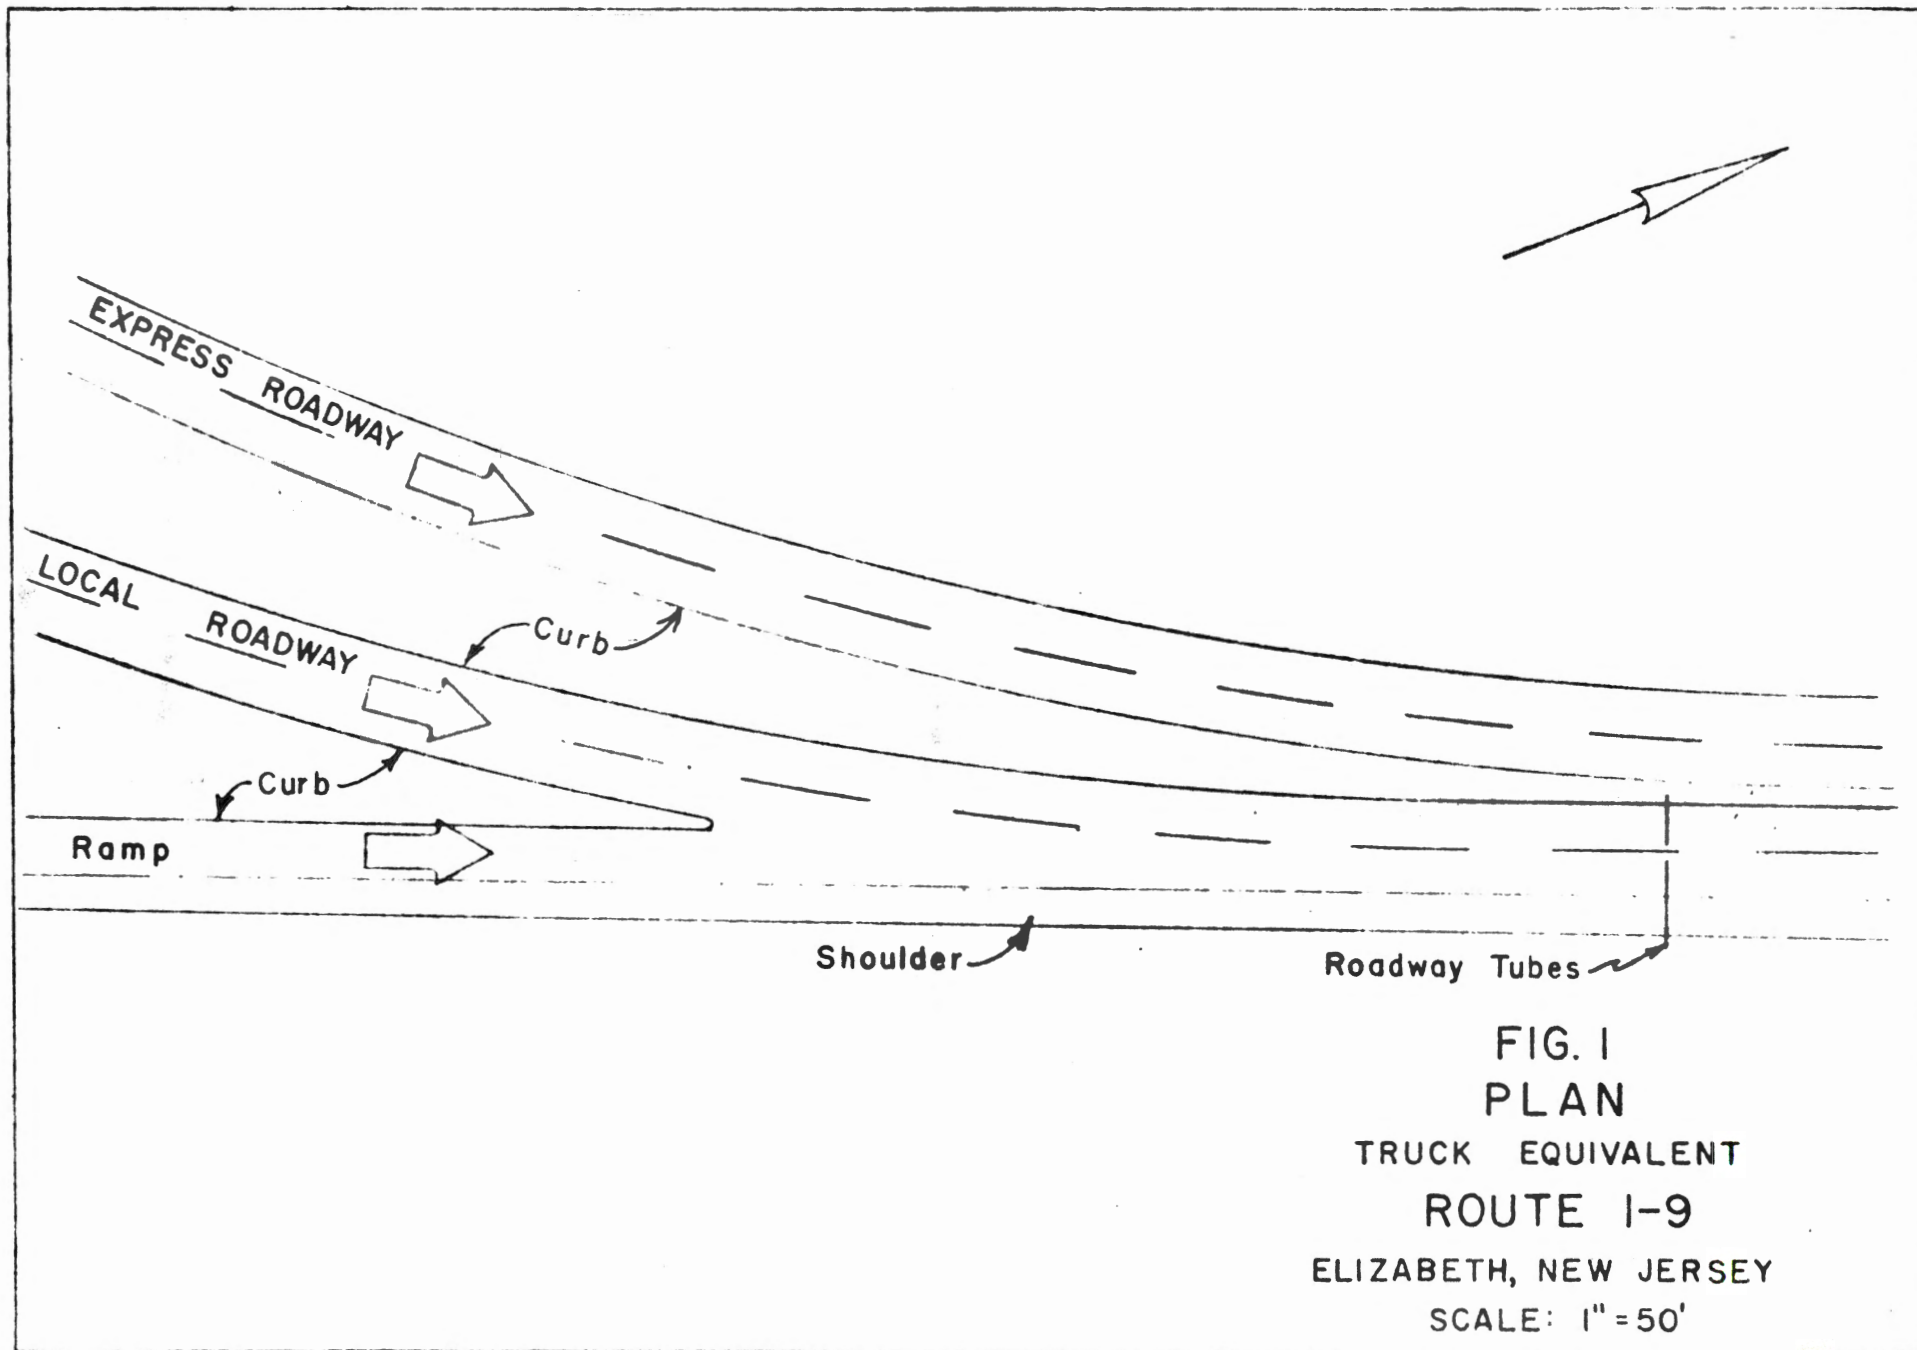 EXPRESS ROADWAY
LOCAL ROADWAY
Curb
Curb
Ramp
Shoulder
Roadway Tubes
FIG. 1
PLAN
TRUCK EQUIVALENT
ROUTE 1-9
ELIZABETH, NEW JERSEY
SCALE: 1"=50'